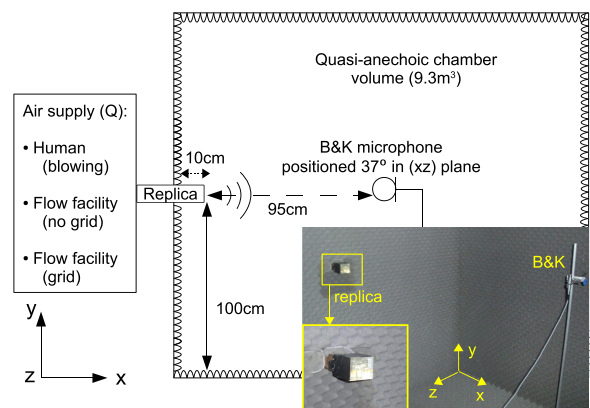 Quasi-anechoic chamber
volume (9.3m³)
Air supply (Q):
• Human
(blowing)
• Flow facility
(no grid)
• Flow facility
(grid)
10cm
B&K microphone
positioned 37º in (xz) plane
Replica
95cm
100cm
B&K
replica
y
z
x
y
z
x